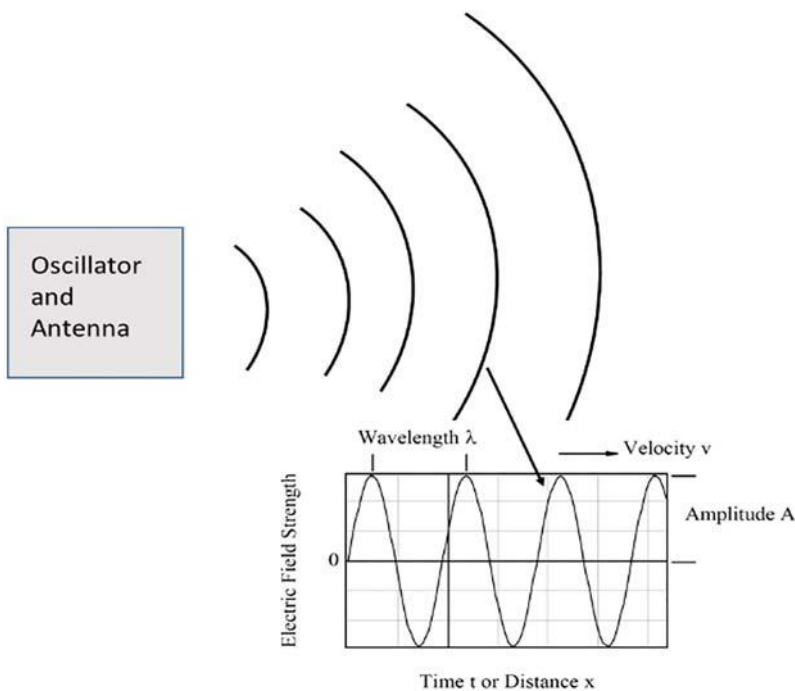 Oscillator
and
Antenna
Wavelength λ
Velocity v
Amplitude A
Electric Field Strength
0
Time t or Distance x